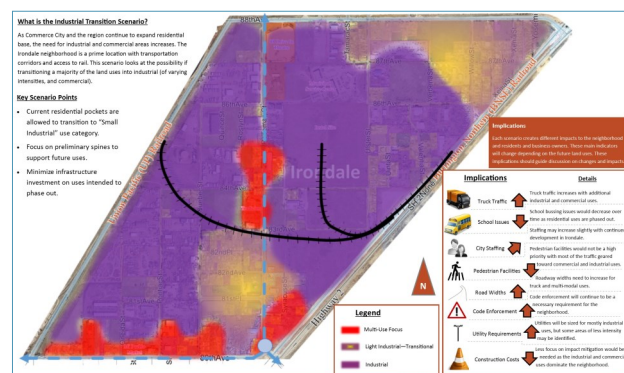 What is the Industrial Transition Scenario?
As Commerce City and the region continue to expand residential
base, the need for industrial and commercial areas increases. The
Irondale neighborhood is a prime location with transportation
corridors and access to rail. This scenario looks at the possibility if
transitioning a majority of the land uses into industrial (of varying
intensities, and commercial).
Key Scenario Points
• Current residential pockets
are allowed to transition to "Small
Industrial" use category.
• Focus on preliminary spines to
support future uses.
• Minimize infrastructure
investment on uses intended to
phase out.
88thA
Irondale
Highway 2
80thAve
N
Legend
Multi-Use Focus
Light Industrial—Transitional
Industrial
Implications
Each scenario creates different impacts to the neighborhood
and residents and business owners. These main indicators
will change depending on the future land uses. These
implications should guide discussion on changes and impacts.
Implications Details
Truck Traffic
Truck traffic increases with additional
industrial and commercial uses.
School Issues
School bussing issues would decrease over
time as residential uses are phased out.
City Staffing
Staffing may increase slightly with continued
development in Irondale.
Pedestrian Facilities
Pedestrian facilities would not be a high
priority with most of the traffic geared
toward commercial and industrial uses.
Road Widths
Roadway widths need to increase for
truck and multi-modal uses.
Code Enforcement
Code enforcement will continue to be a
necessary requirement for the
neighborhood.
Utility Requirements
Utilities will be sized for mostly industrial
uses, but some areas of less intensity
may be identified.
Construction Costs
Less focus on impact mitigation would be
needed as the industrial and commercial
uses dominate the neighborhood.